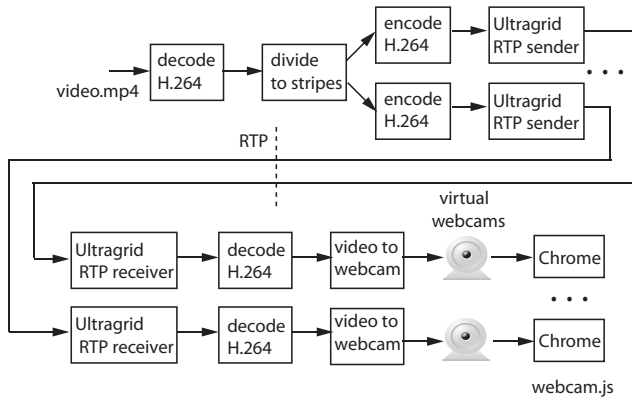 video.mp4
decode
H.264
divide
to stripes
encode
H.264
Ultragrid
RTP sender
encode
H.264
Ultragrid
RTP sender
RTP
virtual
webcams
Ultragrid
RTP receiver
decode
H.264
video to
webcam
Chrome
Ultragrid
RTP receiver
decode
H.264
video to
webcam
Chrome
webcam.js